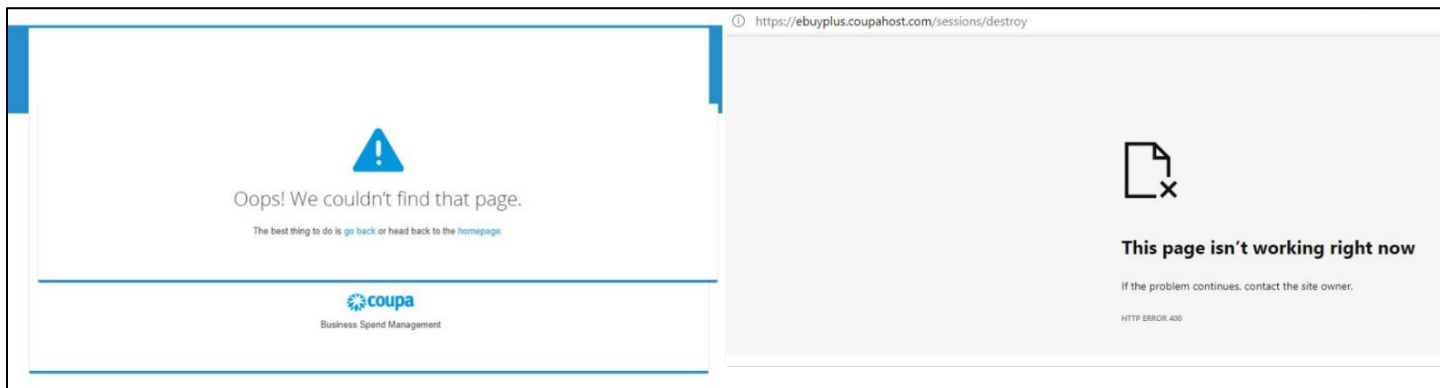 Oops! We couldn't find that page.
The best thing to do is go back or head back to the homepage.
coupa
Business Spend Management
https://ebuyplus.coupahost.com/sessions/destroy
This page isn't working right now
If the problem continues, contact the site owner.
HTTP ERROR 400